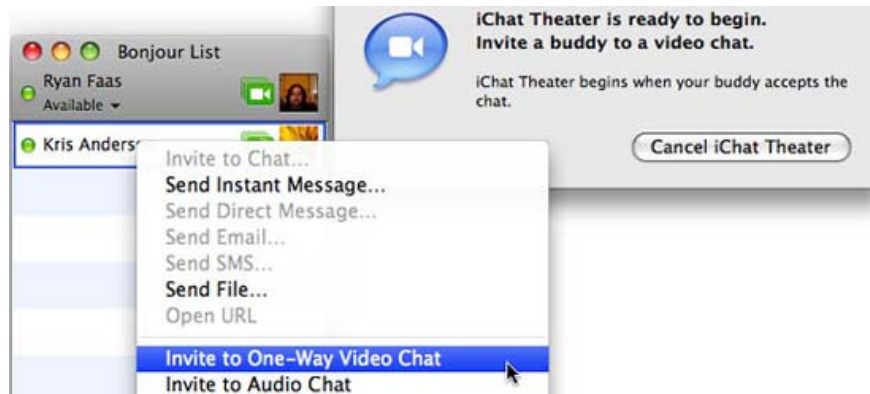 iChat Theater is ready to begin.
Invite a buddy to a video chat.
iChat Theater begins when your buddy accepts the
chat.
Cancel iChat Theater
Bonjour List
Ryan Faas
Available
Kris
Invite to Chat...
Send Instant Message...
Send Direct Message...
Send Email...
Send SMS...
Send File...
Open URL
Invite to One-Way Video Chat
Invite to Audio Chat